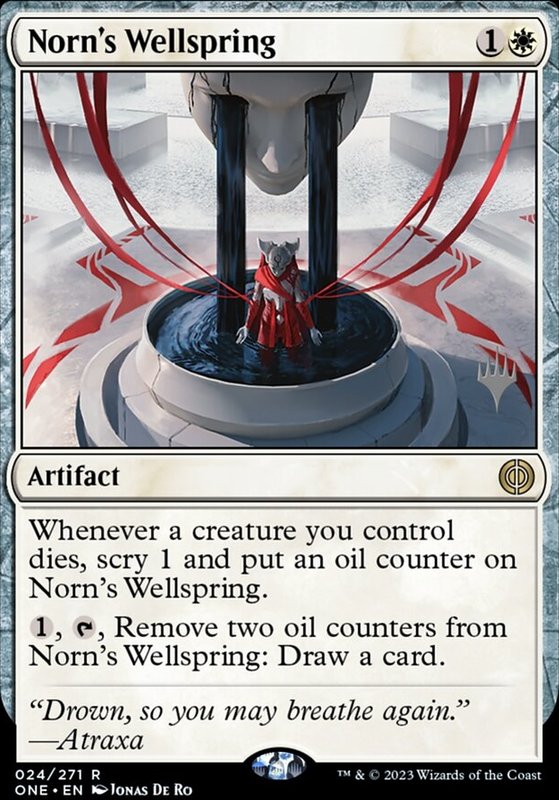 Norn's Wellspring 1
Artifact
Whenever a creature you control
dies, scry 1 and put an oil counter on
Norn's Wellspring.
1, , Remove two oil counters from
Norn's Wellspring: Draw a card.
“Drown, so you may breathe again.”
—Atraxa
024/271 R
ONE • EN Jonas De Ro
™ & © 2023 Wizards of the Coast